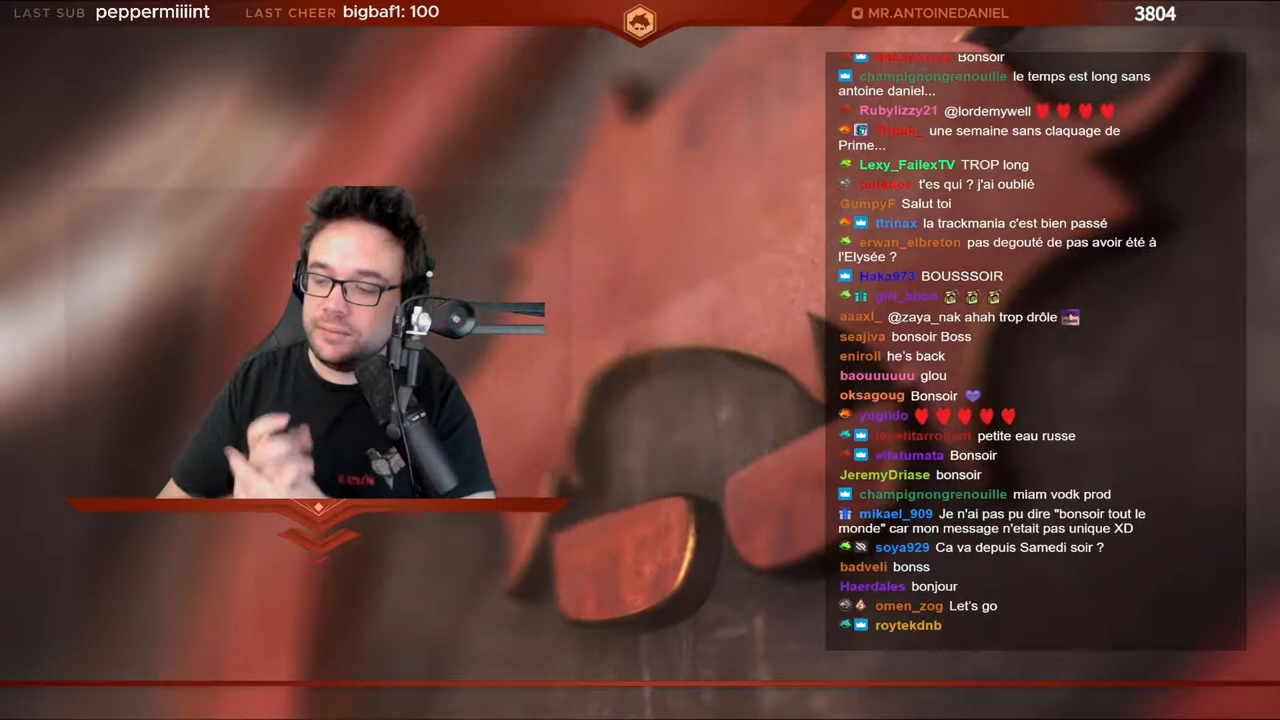 LAST SUB peppermiiiint LAST CHEER bigbaf1: 100 MR.ANTOINEDANIEL 3804
Bonsoir
champignongrenouille le temps est long sans
antoine daniel...
Rubylizzy21 @lordemywell
une semaine sans claquage de
Prime...
Lexy_FailexTV TROP long
t'es qui ? j'ai oublié
GumpyF Salut toi
ttrinax la trackmania c'est bien passé
erwan_elbreton pas degouté de pas avoir été à
l'Elysée ?
Haka973 BOUSSSOIR
girl_bbon
aaaxl_ @zaya_nak ahah trop drôle
seajiva bonsoir Boss
eniroll he's back
baouuuuuu glou
oksagoug Bonsoir
yugiido
lepetitarrogant petite eau russe
elfatumata Bonsoir
JeremyDriase bonsoir
champignongrenouille miam vodk prod
mikael_909 Je n'ai pas pu dire "bonsoir tout le
monde" car mon message n'etait pas unique XD
soya929 Ca va depuis Samedi soir ?
badveli bonss
Haerdales bonjour
omen_zog Let's go
roytekdnb